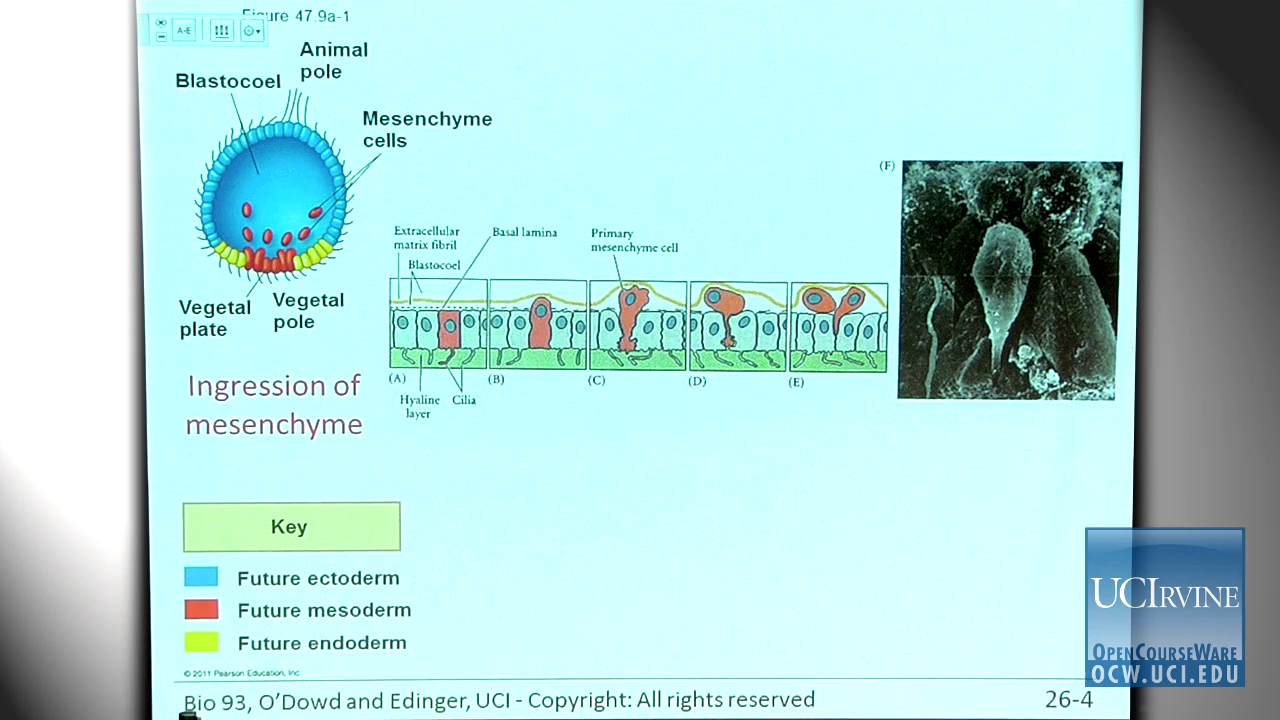 Figure 47.9a-1
A-E
Animal
pole
Blastocoel
Mesenchyme
cells
Vegetal
plate
Vegetal
pole
Ingression of
mesenchyme
Extracellular
matrix fibril
Blastocoel
Basal lamina
Primary
mesenchyme cell
(A)
(B)
(C)
(D)
(E)
(F)
Hyaline
layer
Cilia
Key
Future ectoderm
Future mesoderm
Future endoderm
© 2011 Pearson Education, Inc.
Bio 93, O'Dowd and Edinger, UCI - Copyright: All rights reserved
26-4
UCIRVINE
OPENCOURSEWARE
OCW.UCI.EDU